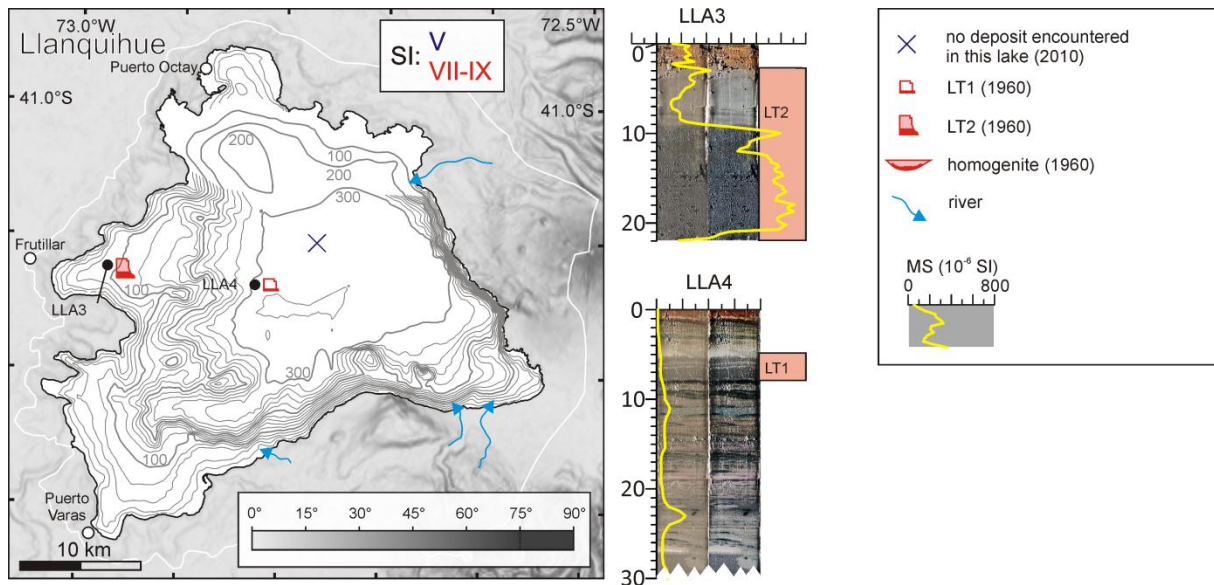 73.0°W
72.5°W
Llanquihue
Puerto Octay
SI: V
VII-IX
41.0°S
41.0°S
200
100
200
300
Frutillar
LLA3
100
LLA4
0
300
100
Puerto
Varas
10 km
0° 15° 45° 60° 75° 90°
LLA3
0
10
20
LT2
LLA4
0
10
20
30
LT1
no deposit encountered
in this lake (2010)
LT1 (1960)
LT2 (1960)
homogenite (1960)
river
MS (10⁻⁶ SI)
0 800